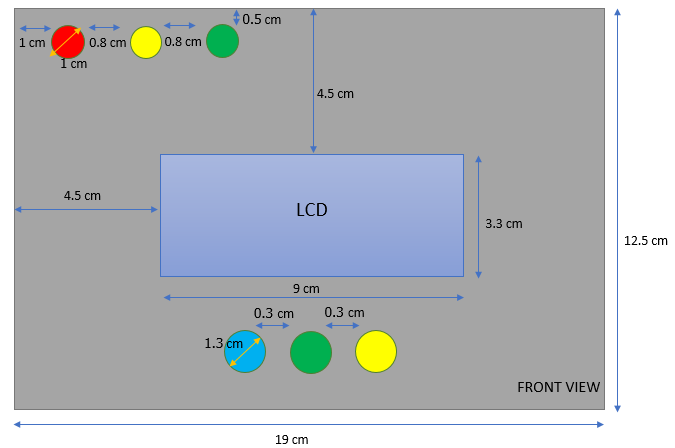 0.5 cm
1 cm
0.8 cm
0.8 cm
1 cm
4.5 cm
4.5 cm
LCD
3.3 cm
12.5 cm
9 cm
0.3 cm
0.3 cm
1.3 cm
FRONT VIEW
19 cm